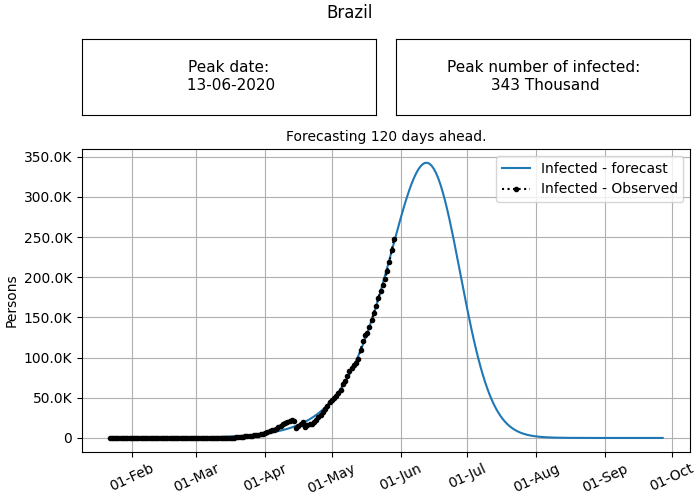 Brazil
Peak date:
13-06-2020
Peak number of infected:
343 Thousand
Forecasting 120 days ahead.
350.0K
300.0K
250.0K
200.0K
150.0K
100.0K
50.0K
0
Persons
Infected - forecast
Infected - Observed
01-Feb
01-Mar
01-Apr
01-May
01-Jun
01-Jul
01-Aug
01-Sep
01-Oct